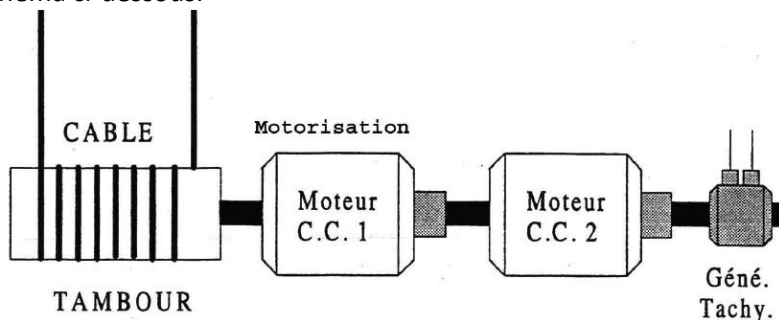 CABLE
Motorisation
Moteur
C.C. 1
Moteur
C.C. 2
TAMBOUR
Géné.
Tachy.